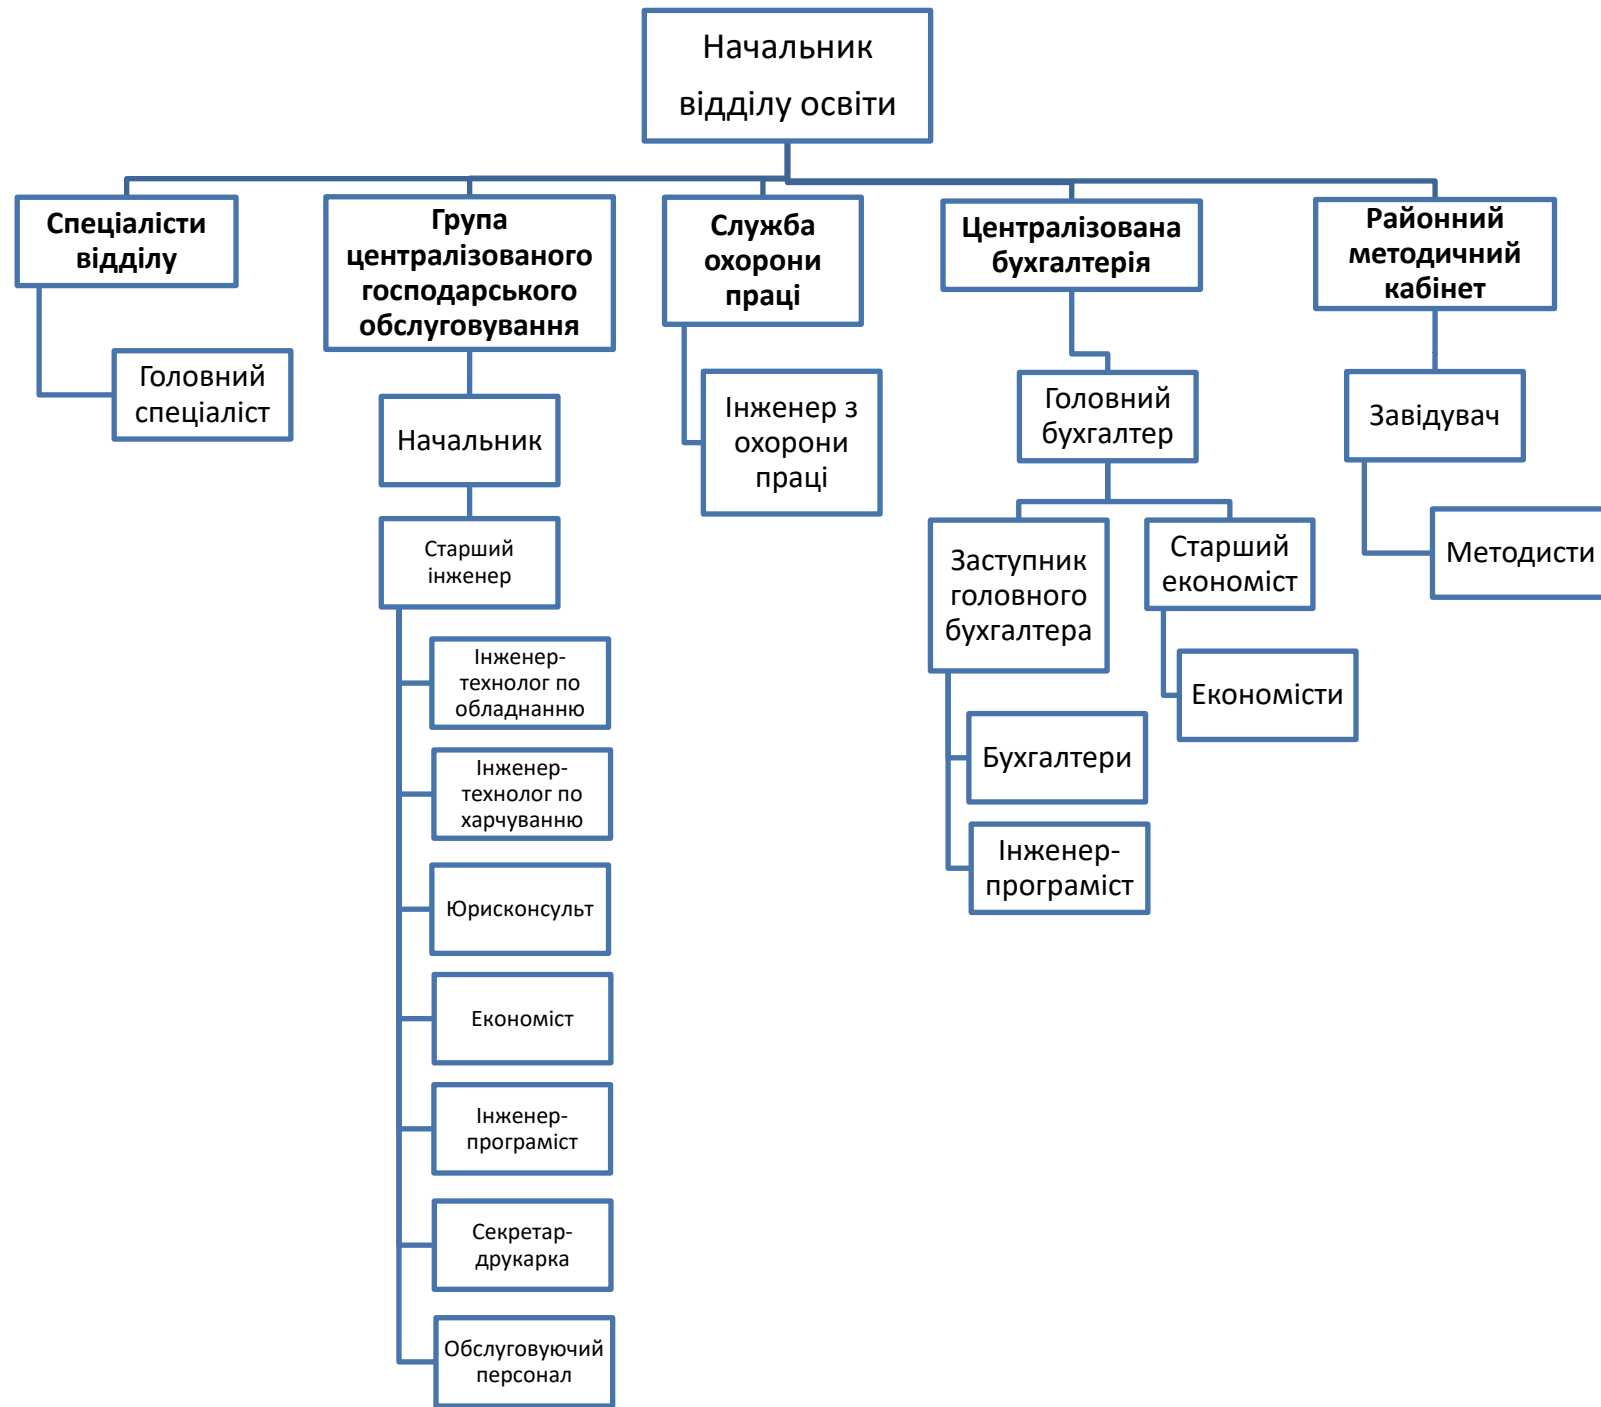 Начальник
відділу освіти
Спеціалісти
відділу
Головний
спеціаліст
Група
централізованого
господарського
обслуговування
Начальник
Старший
інженер
Інженер-
технолог по
обладнанню
Інженер-
технолог по
харчуванню
Юрисконсульт
Економіст
Інженер-
програміст
Секретар-
друкарка
Обслуговуючий
персонал
Служба
охорони
праці
Інженер з
охорони
праці
Централізована
бухгалтерія
Головний
бухгалтер
Заступник
головного
бухгалтера
Бухгалтери
Інженер-
програміст
Старший
економіст
Економісти
Районний
методичний
кабінет
Завідувач
Методисти